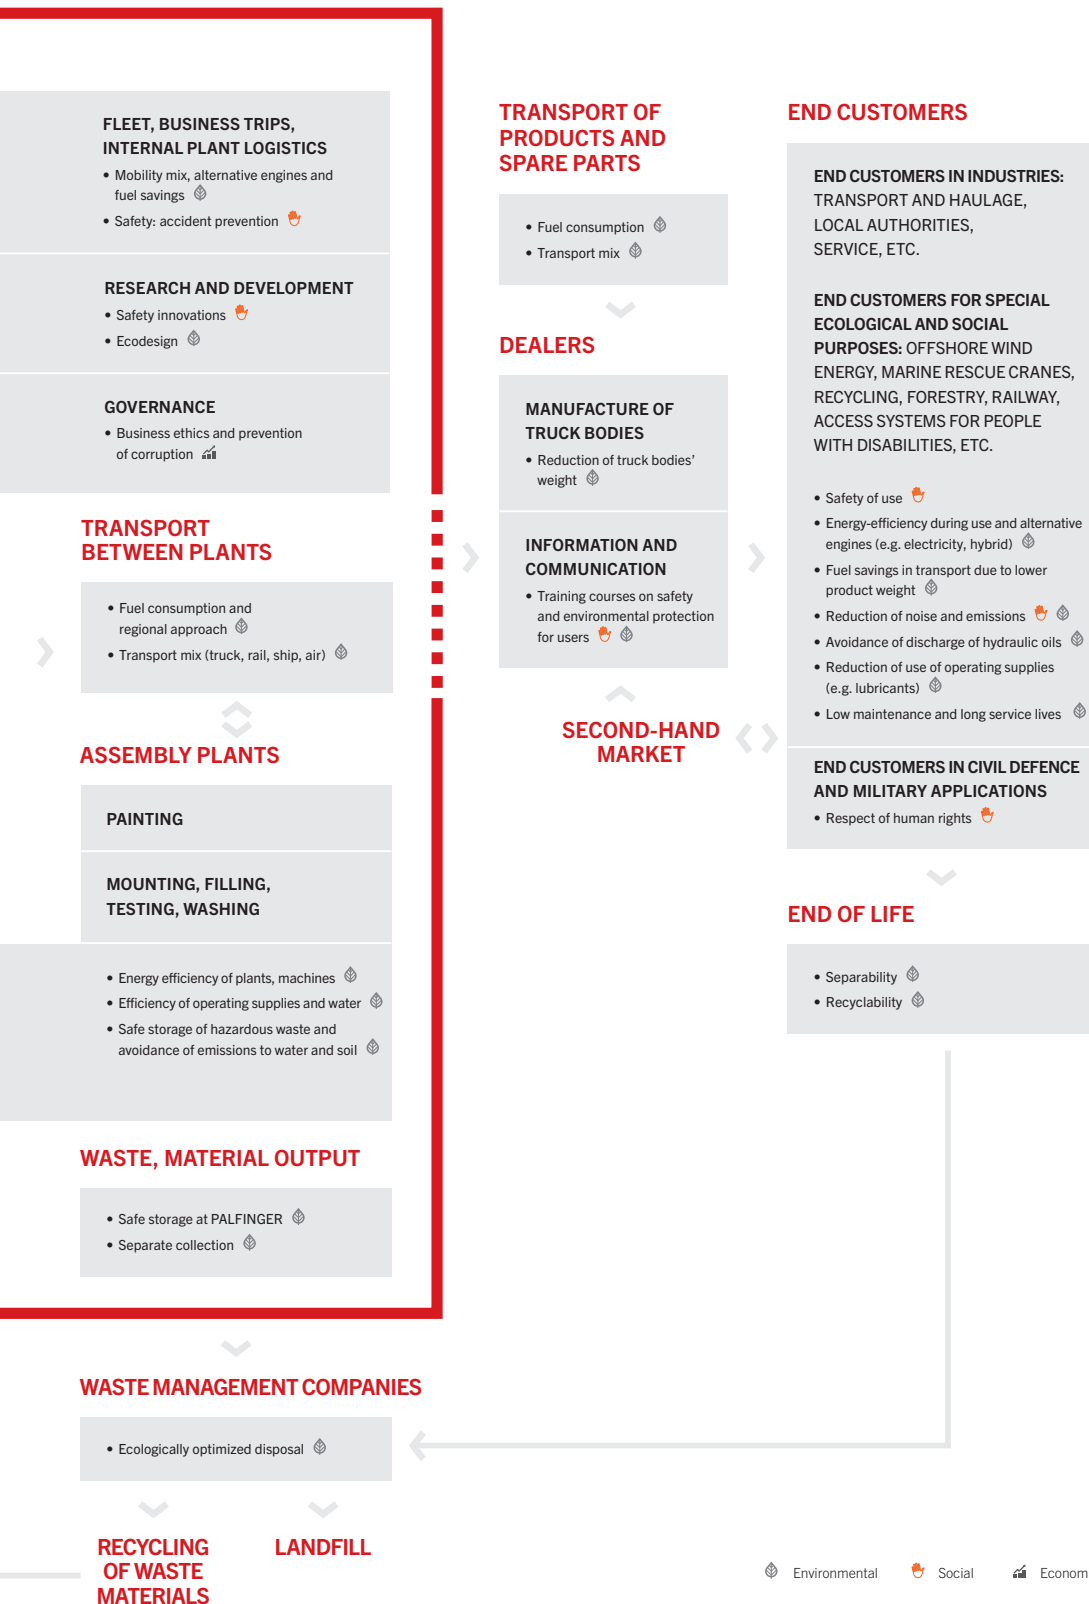 FLEET, BUSINESS TRIPS,
INTERNAL PLANT LOGISTICS
• Mobility mix, alternative engines and
fuel savings
• Safety: accident prevention
RESEARCH AND DEVELOPMENT
• Safety innovations
• Ecodesign
GOVERNANCE
• Business ethics and prevention
of corruption
TRANSPORT
BETWEEN PLANTS
• Fuel consumption and
regional approach
• Transport mix (truck, rail, ship, air)
ASSEMBLY PLANTS
PAINTING
MOUNTING, FILLING,
TESTING, WASHING
• Energy efficiency of plants, machines
• Efficiency of operating supplies and water
• Safe storage of hazardous waste and
avoidance of emissions to water and soil
WASTE, MATERIAL OUTPUT
• Safe storage at PALFINGER
• Separate collection
WASTE MANAGEMENT COMPANIES
• Ecologically optimized disposal
RECYCLING
OF WASTE
MATERIALS
LANDFILL
TRANSPORT OF
PRODUCTS AND
SPARE PARTS
• Fuel consumption
• Transport mix
DEALERS
MANUFACTURE OF
TRUCK BODIES
• Reduction of truck bodies'
weight
INFORMATION AND
COMMUNICATION
• Training courses on safety
and environmental protection
for users
SECOND-HAND
MARKET
END CUSTOMERS
END CUSTOMERS IN INDUSTRIES:
TRANSPORT AND HAULAGE,
LOCAL AUTHORITIES,
SERVICE, ETC.
END CUSTOMERS FOR SPECIAL
ECOLOGICAL AND SOCIAL
PURPOSES: OFFSHORE WIND
ENERGY, MARINE RESCUE CRANES,
RECYCLING, FORESTRY, RAILWAY,
ACCESS SYSTEMS FOR PEOPLE
WITH DISABILITIES, ETC.
• Safety of use
• Energy-efficiency during use and alternative
engines (e.g. electricity, hybrid)
• Fuel savings in transport due to lower
product weight
• Reduction of noise and emissions
• Avoidance of discharge of hydraulic oils
• Reduction of use of operating supplies
(e.g. lubricants)
• Low maintenance and long service lives
END CUSTOMERS IN CIVIL DEFENCE
AND MILITARY APPLICATIONS
• Respect of human rights
END OF LIFE
• Separability
• Recyclability
Environmental
Social
Econom